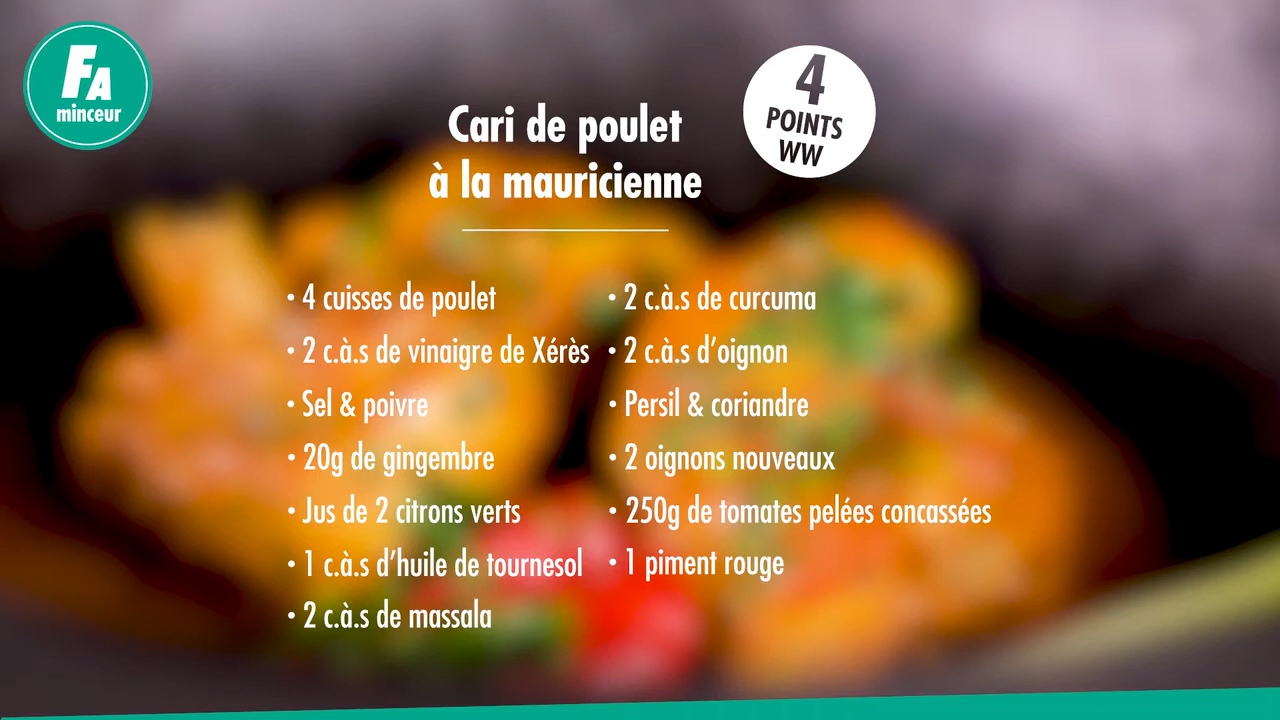 FA
minceur
4
POINTS
WW
Cari de poulet
à la mauricienne
• 4 cuisses de poulet
• 2 c.à.s de vinaigre de Xérès
• Sel & poivre
• 20g de gingembre
• Jus de 2 citrons verts
• 1 c.à.s d’huile de tournesol
• 2 c.à.s de massala
• 2 c.à.s de curcuma
• 2 c.à.s d’oignon
• Persil & coriandre
• 2 oignons nouveaux
• 250g de tomates pelées concassées
• 1 piment rouge